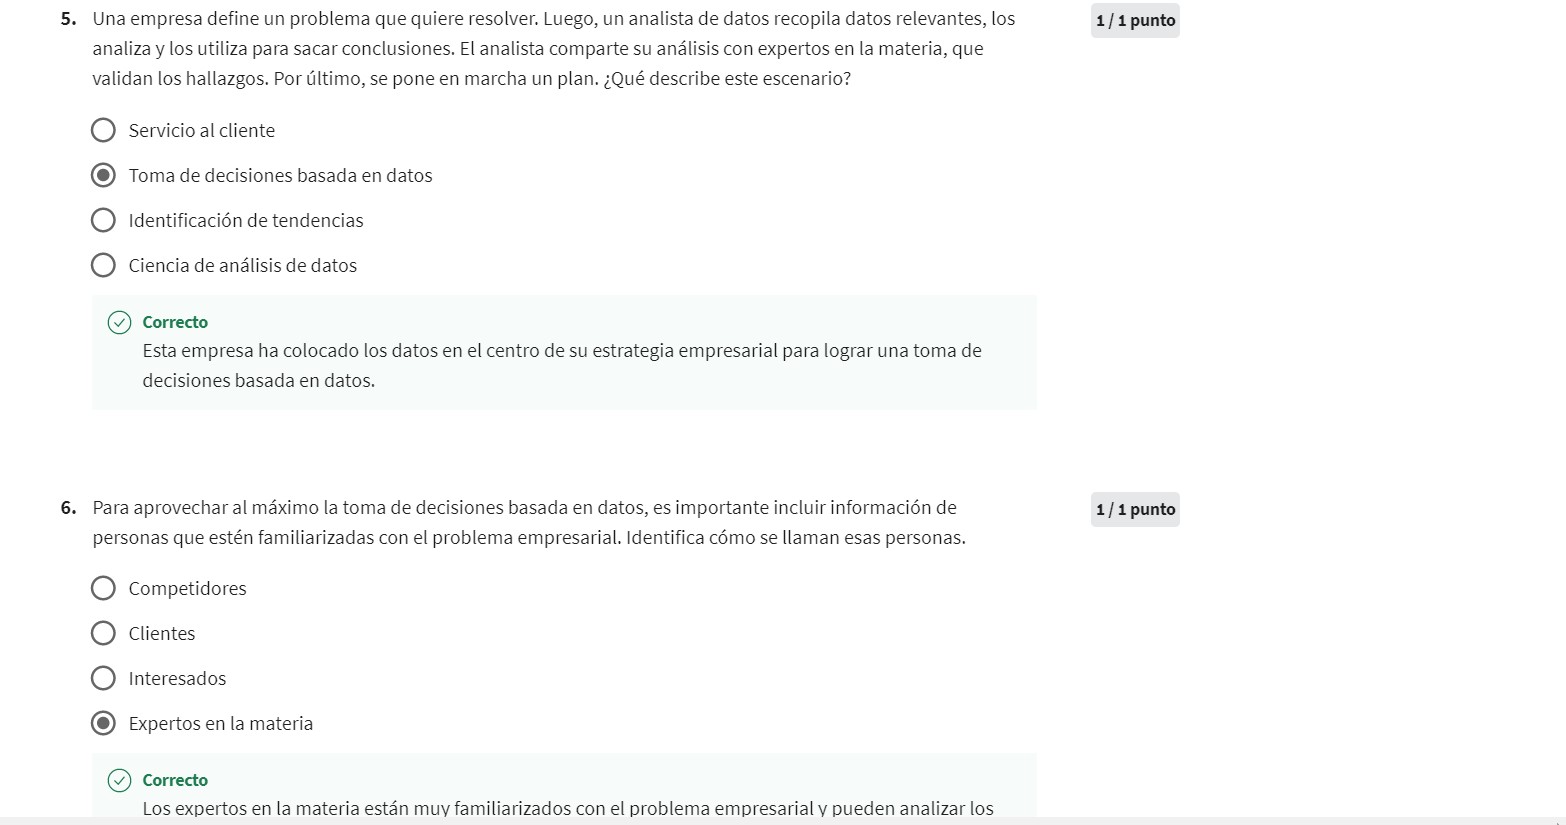 5. Una empresa define un problema que quiere resolver. Luego, un analista de datos recopila datos relevantes, los
1 / 1 punto
analiza y los utiliza para sacar conclusiones. El analista comparte su análisis con expertos en la materia, que
validan los hallazgos. Por último, se pone en marcha un plan. ¿Qué describe este escenario?
Servicio al cliente
Toma de decisiones basada en datos
Identificación de tendencias
Ciencia de análisis de datos
Correcto
Esta empresa ha colocado los datos en el centro de su estrategia empresarial para lograr una toma de
decisiones basada en datos.
6. Para aprovechar al máximo la toma de decisiones basada en datos, es importante incluir información de
1 / 1 punto
personas que estén familiarizadas con el problema empresarial. Identifica cómo se llaman esas personas.
Competidores
Clientes
Interesados
Expertos en la materia
Correcto
Los expertos en la materia están muy familiarizados con el problema empresarial y pueden analizar los